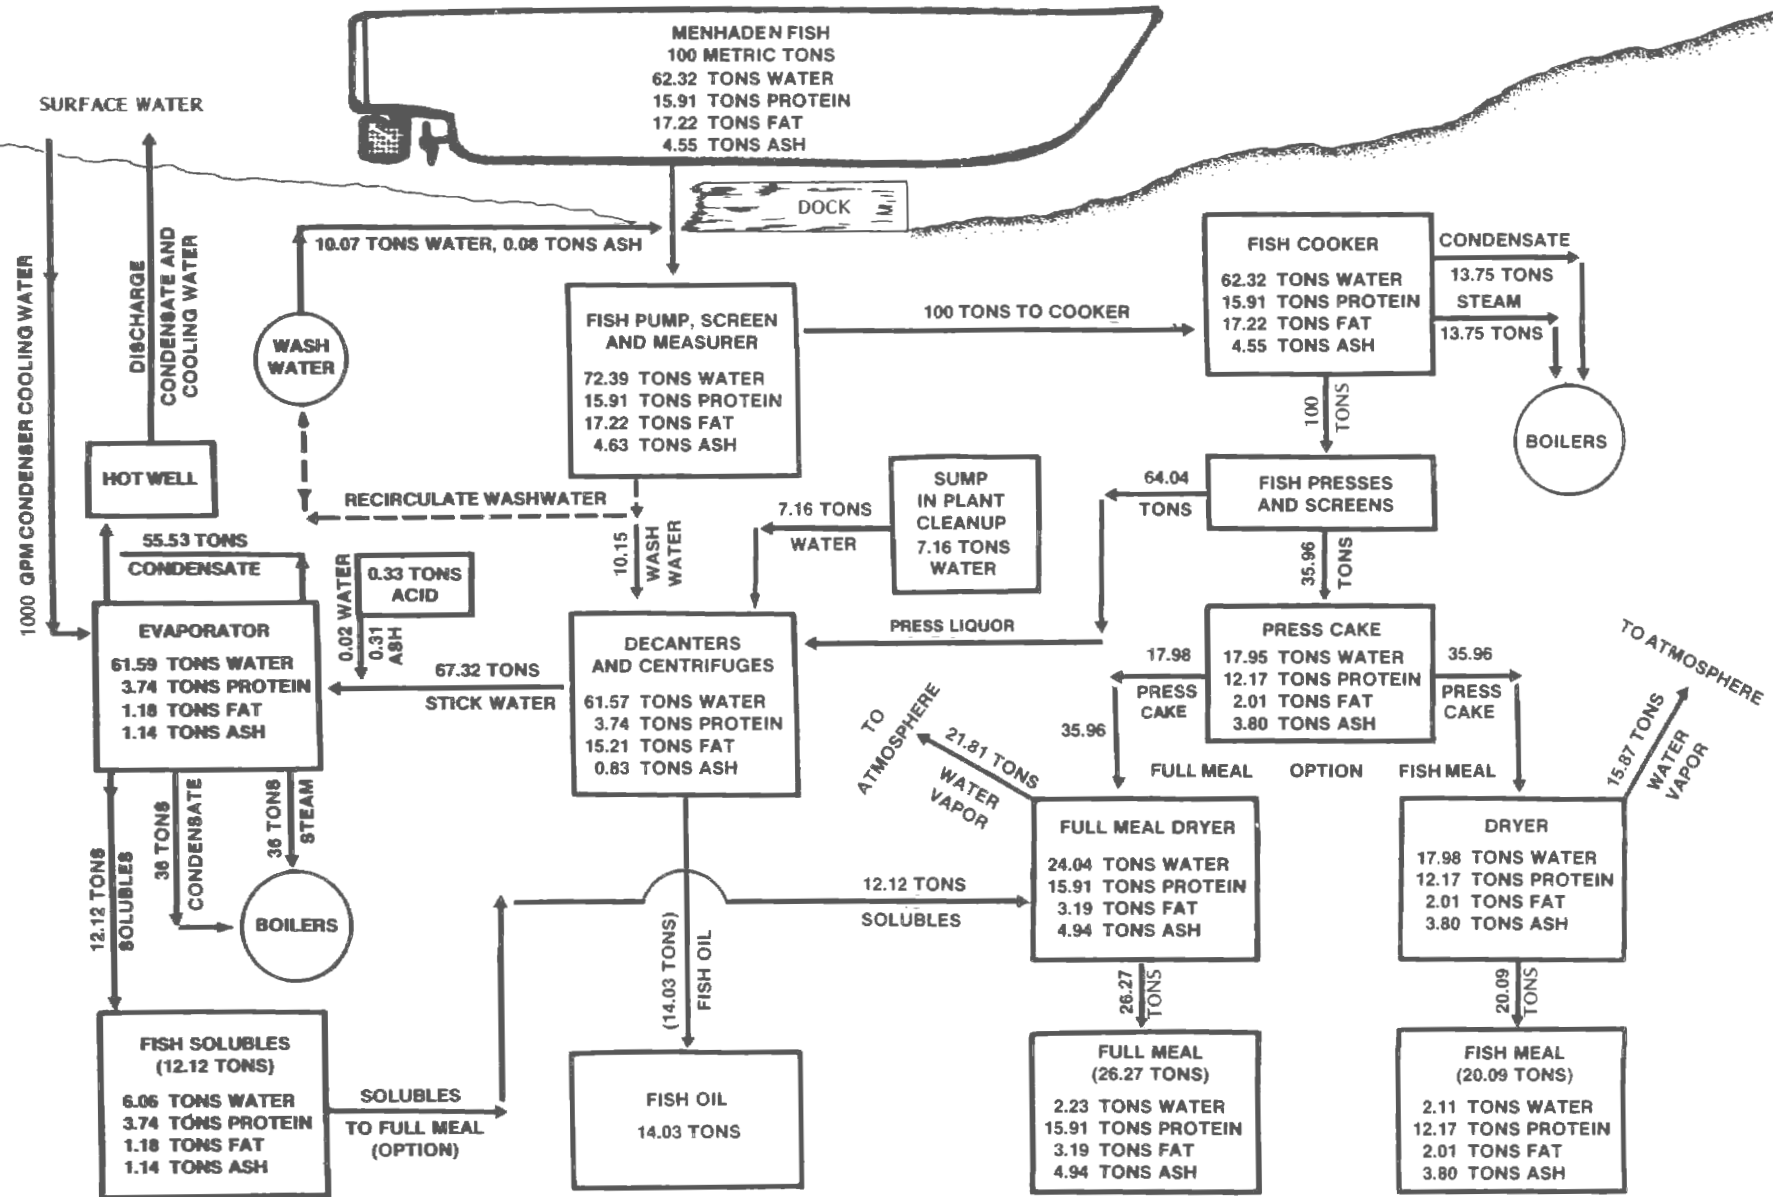 MENHADEN FISH
100 METRIC TONS
62.32 TONS WATER
15.91 TONS PROTEIN
17.22 TONS FAT
4.55 TONS ASH
SURFACE WATER
DOCK
10.07 TONS WATER, 0.08 TONS ASH
DISCHARGE
CONDENSATE AND
COOLING WATER
1000 GPM CONDENSER COOLING WATER
WASH
WATER
FISH PUMP, SCREEN
AND MEASURER
72.39 TONS WATER
15.91 TONS PROTEIN
17.22 TONS FAT
4.63 TONS ASH
100 TONS TO COOKER
FISH COOKER
62.32 TONS WATER
15.91 TONS PROTEIN
17.22 TONS FAT
4.55 TONS ASH
CONDENSATE
13.75 TONS
STEAM
13.75 TONS
BOILERS
100
TONS
HOT WELL
RECIRCULATE WASHWATER
10.15
WASH
WATER
SUMP
IN PLANT
CLEANUP
7.16 TONS
WATER
7.16 TONS
WATER
64.04
TONS
FISH PRESSES
AND SCREENS
35.96
TONS
55.53 TONS
CONDENSATE
0.33 TONS
ACID
0.02 WATER
0.31
ASH
EVAPORATOR
61.59 TONS WATER
3.74 TONS PROTEIN
1.18 TONS FAT
1.14 TONS ASH
67.32 TONS
STICK WATER
DECANTERS
AND CENTRIFUGES
61.57 TONS WATER
3.74 TONS PROTEIN
15.21 TONS FAT
0.83 TONS ASH
PRESS LIQUOR
PRESS CAKE
17.95 TONS WATER
12.17 TONS PROTEIN
2.01 TONS FAT
3.80 TONS ASH
17.98
PRESS
CAKE
35.96
35.96
PRESS
CAKE
TO ATMOSPHERE
15.87 TONS
WATER
VAPOR
TO
ATMOSPHERE
21.81 TONS
WATER
VAPOR
FULL MEAL OPTION FISH MEAL
12.12 TONS
SOLUBLES
36 TONS
CONDENSATE
36 TONS
STEAM
BOILERS
(14.03 TONS)
FISH OIL
12.12 TONS
SOLUBLES
FULL MEAL DRYER
24.04 TONS WATER
15.91 TONS PROTEIN
3.19 TONS FAT
4.94 TONS ASH
DRYER
17.98 TONS WATER
12.17 TONS PROTEIN
2.01 TONS FAT
3.80 TONS ASH
26.27
TONS
20.09
TONS
FISH SOLUBLES
(12.12 TONS)
6.06 TONS WATER
3.74 TONS PROTEIN
1.18 TONS FAT
1.14 TONS ASH
SOLUBLES
TO FULL MEAL
(OPTION)
FISH OIL
14.03 TONS
FULL MEAL
(26.27 TONS)
2.23 TONS WATER
15.91 TONS PROTEIN
3.19 TONS FAT
4.94 TONS ASH
FISH MEAL
(20.09 TONS)
2.11 TONS WATER
12.17 TONS PROTEIN
2.01 TONS FAT
3.80 TONS ASH